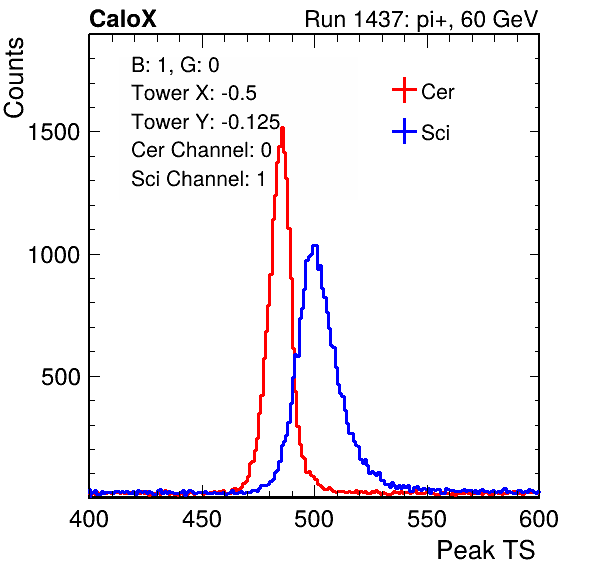 CaloX Run 1437: pi+, 60 GeV
Counts
B: 1, G: 0
Tower X: -0.5
Tower Y: -0.125
Cer Channel: 0
Sci Channel: 1
Cer
Sci
1500
1000
500
400 450 500 550 600
Peak TS